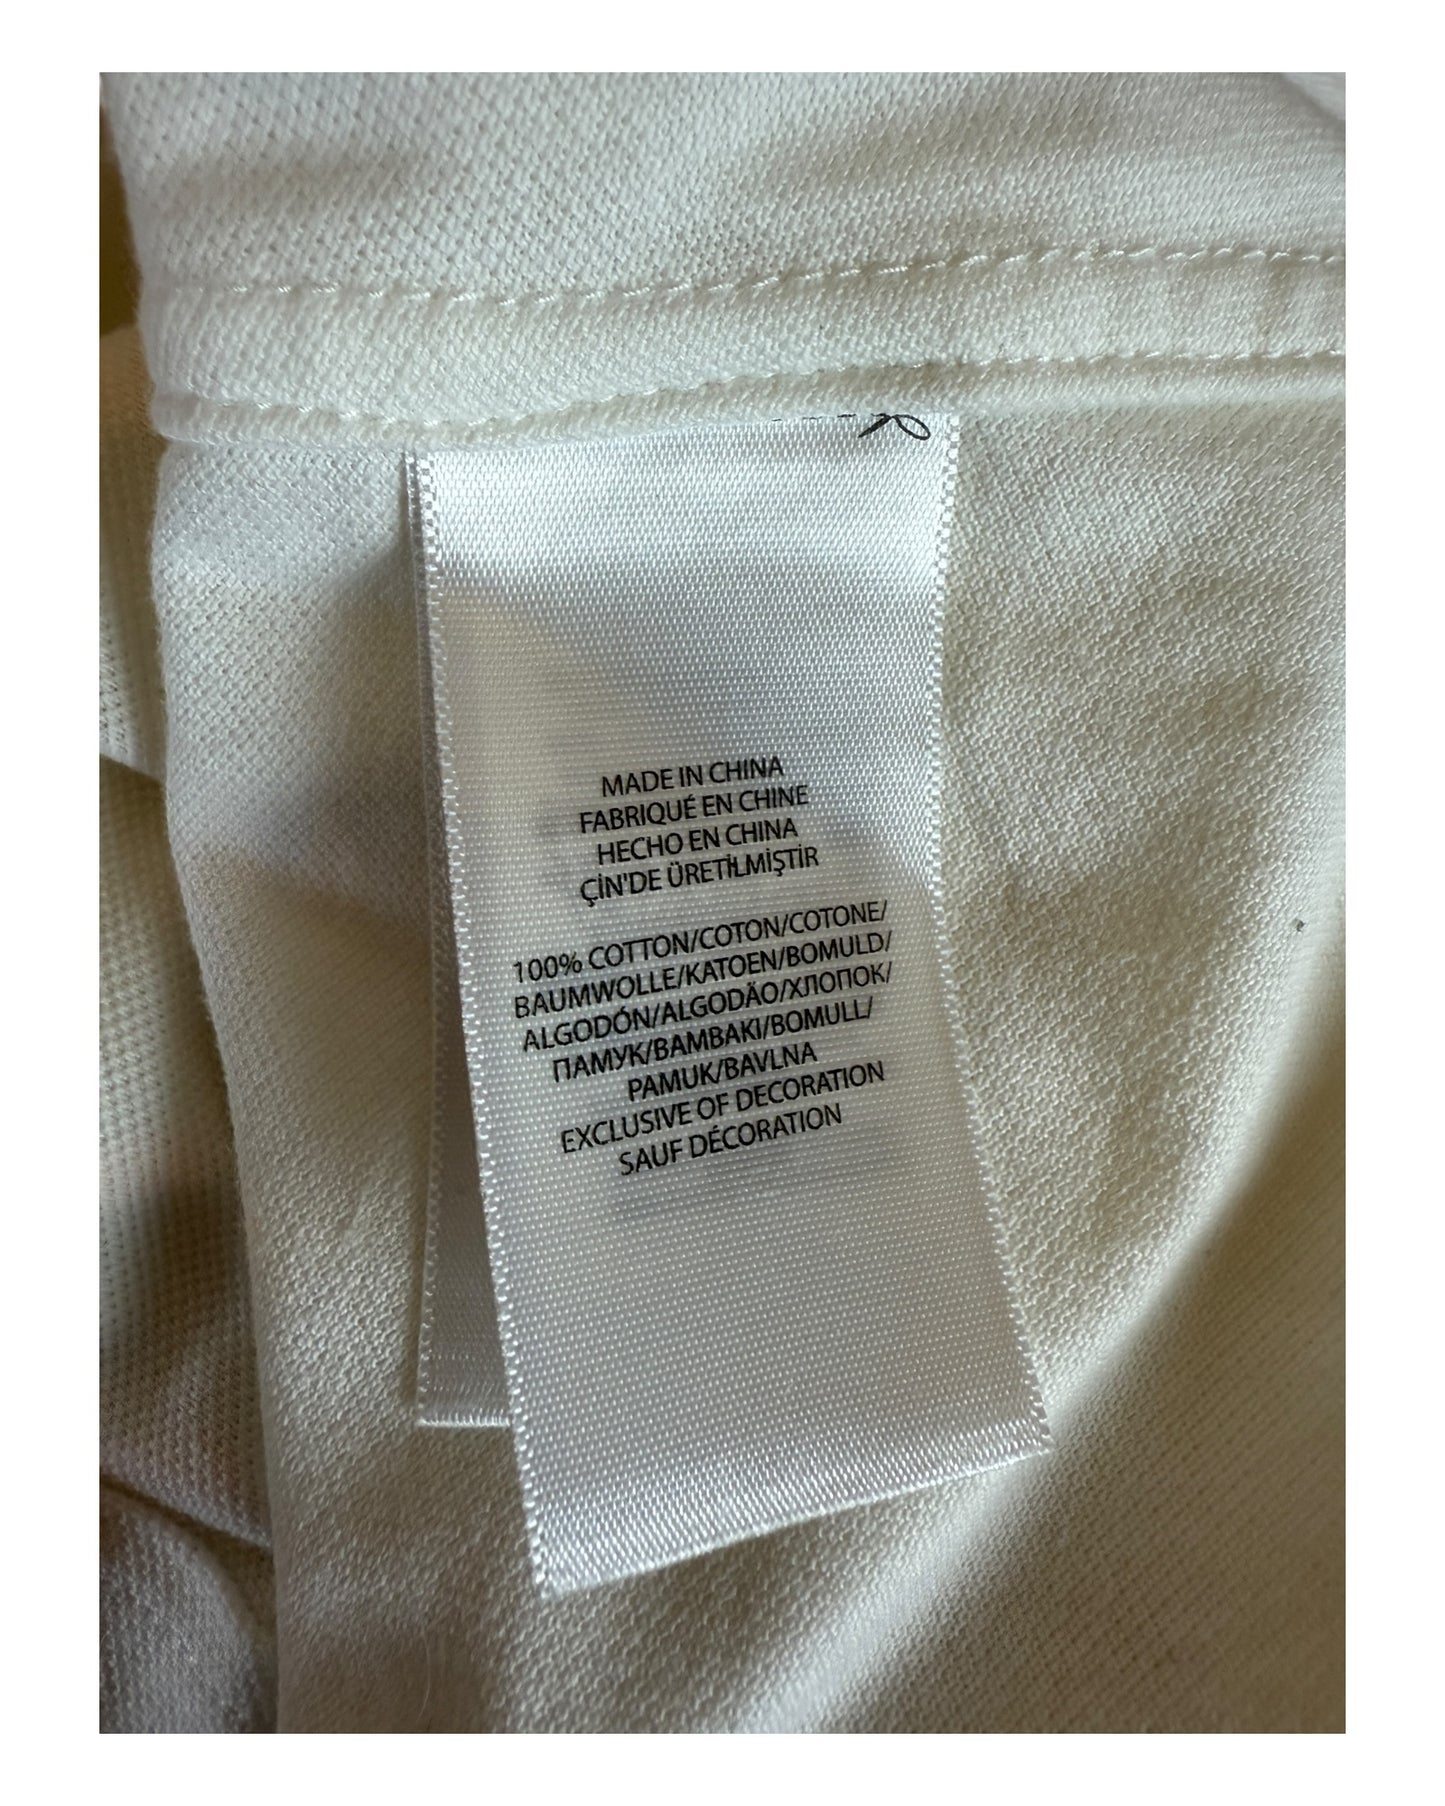 MADE IN CHINA
FABRIQUÉ EN CHINE
HECHO EN CHINA
ÇİN'DE ÜRETİLMİŞTİR
100% COTTON/COTON/COTONE/
BAUMWOLLE/KATOEN/BOMULD/
ALGODÓN/ALGODÃO/ХЛОПОК/
ПАМУК/BAMBAKI/BOMULL/
PAMUK/BAVLNA
EXCLUSIVE OF DECORATION
SAUF DÉCORATION